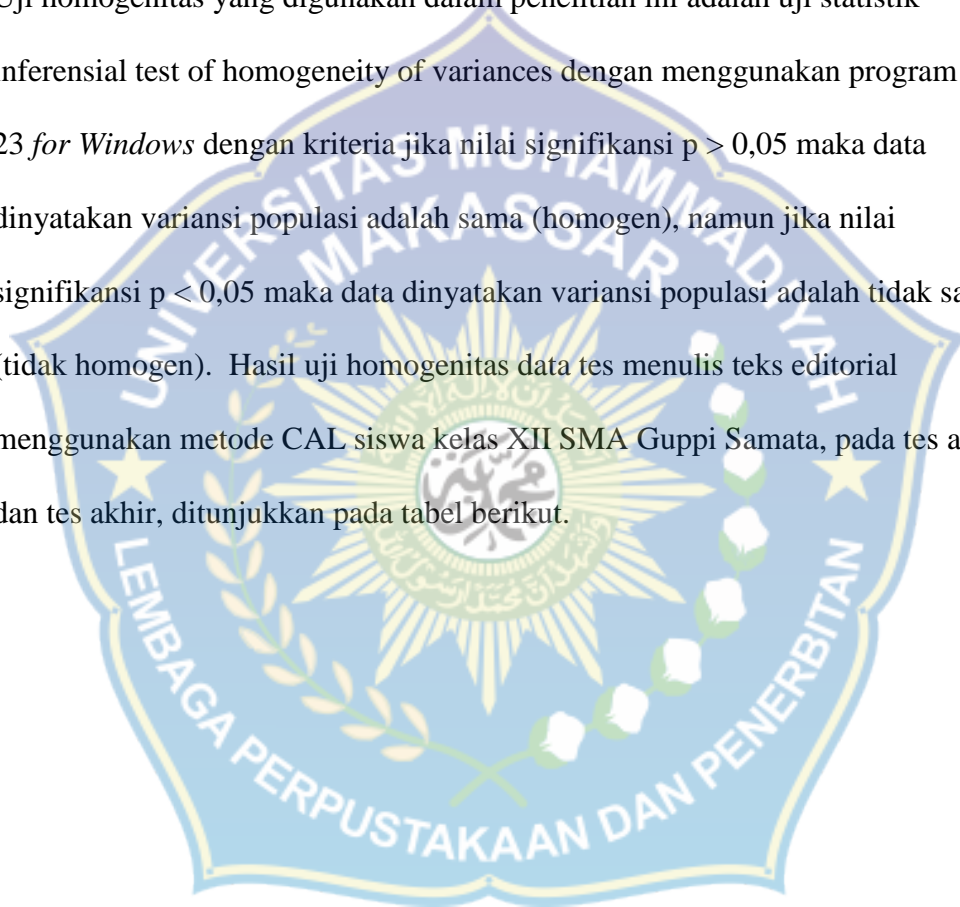 Uji homogenitas yang digunakan dalam penelitian ini adalah uji statistik
inferensial test of homogeneity of variances dengan menggunakan program
23 for Windows dengan kriteria jika nilai signifikansi p > 0,05 maka data
dinyatakan variansi populasi adalah sama (homogen), namun jika nilai
signifikansi p < 0,05 maka data dinyatakan variansi populasi adalah tidak sa
(tidak homogen). Hasil uji homogenitas data tes menulis teks editorial
menggunakan metode CAL siswa kelas XII SMA Guppi Samata, pada tes a
dan tes akhir, ditunjukkan pada tabel berikut.
UNIVERSITAS MUHAMMADIYAH
MAKASSAR
LEMBAGA PERPUSTAKAAN DAN PENERBITAN